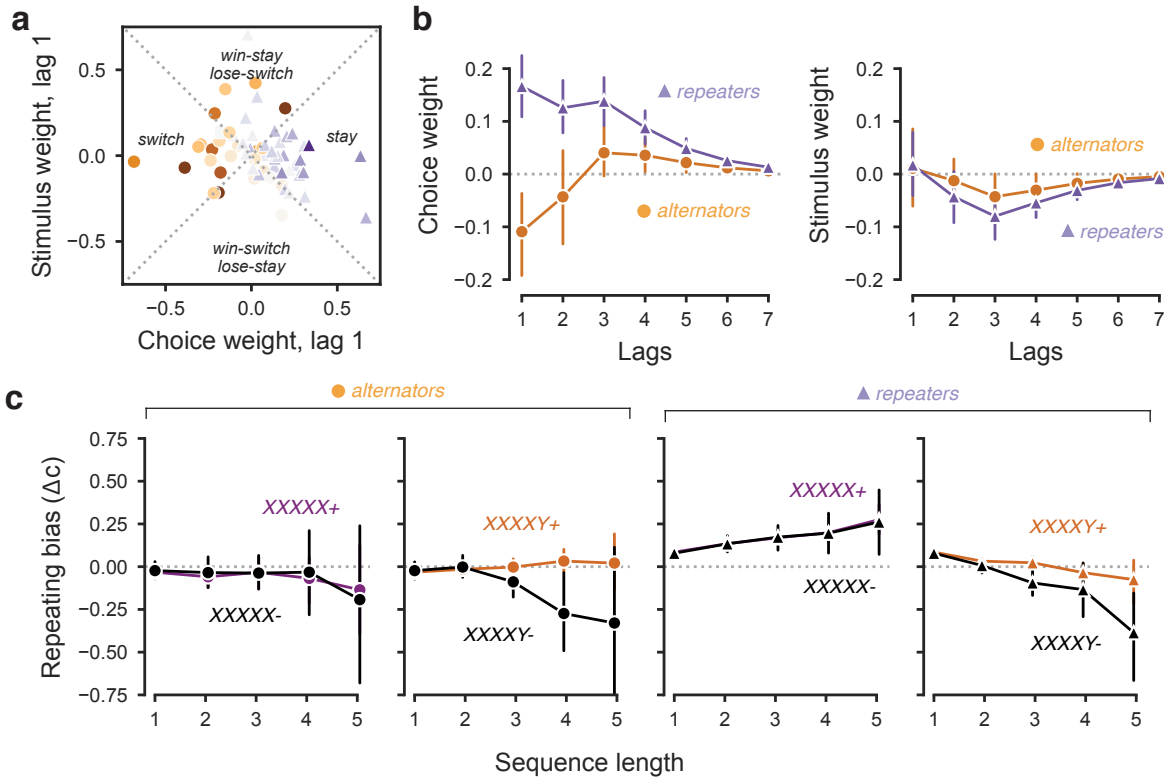 a
Stimulus weight, lag 1
0.5
0.0
−0.5
−0.5
0.0
0.5
Choice weight, lag 1
win-stay
lose-switch
switch
stay
win-switch
lose-stay
b
Choice weight
0.2
0.1
0.0
−0.1
−0.2
1 2 3 4 5 6 7
Lags
repeaters
alternators
Stimulus weight
0.2
0.1
0.0
−0.1
−0.2
1 2 3 4 5 6 7
Lags
alternators
repeaters
c
alternators
repeaters
Repeating bias (Δc)
0.75
0.50
0.25
0.00
−0.25
−0.50
−0.75
XXXXX+
XXXXX-
1 2 3 4 5
XXXXY+
XXXXY-
1 2 3 4 5
XXXXX+
XXXXX-
1 2 3 4 5
XXXXY+
XXXXY-
1 2 3 4 5
Sequence length